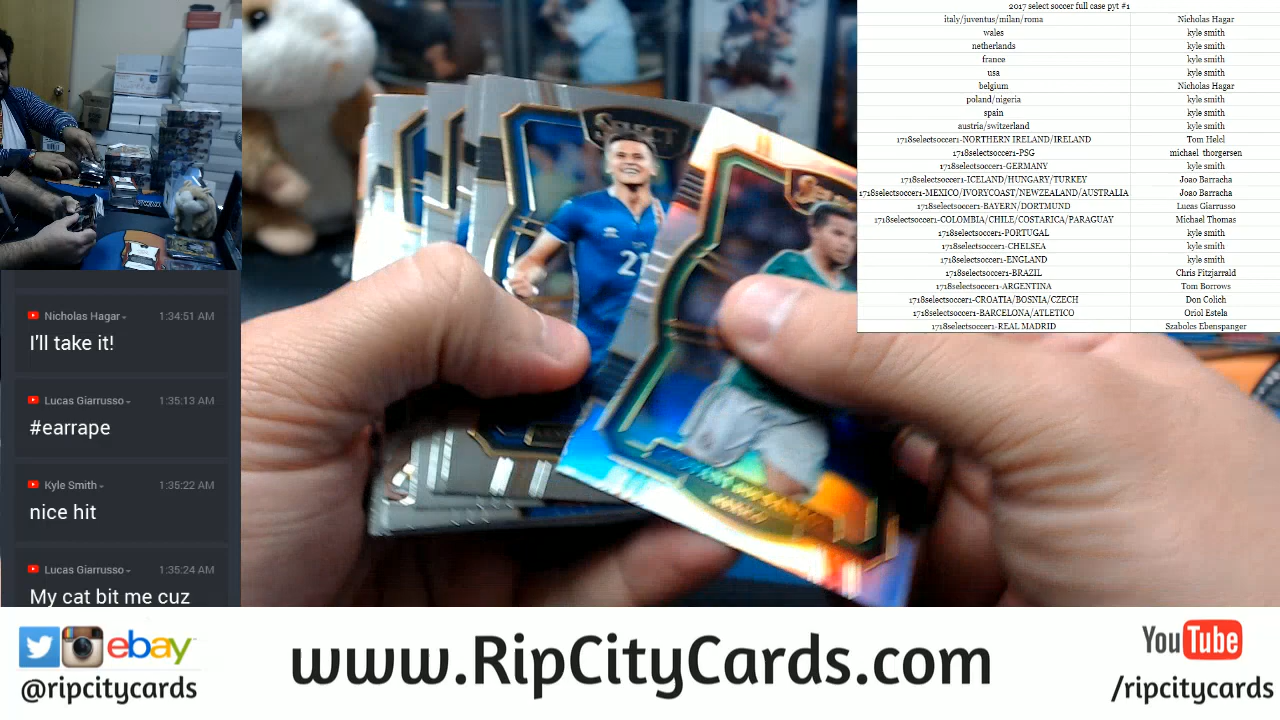 2017 select soccer full case pyt #1
italy/juventus/milan/roma Nicholas Hagar
wales kyle smith
netherlands kyle smith
france kyle smith
usa kyle smith
belgium Nicholas Hagar
poland/nigeria kyle smith
spain kyle smith
austria/switzerland kyle smith
1718selectsoccer1-NORTHERN IRELAND/IRELAND Tom Helel
1718selectsoccer1-PSG michael thorgersen
1718selectsoccer1-GERMANY kyle smith
1718selectsoccer1-ICELAND/HUNGARY/TURKEY Joao Barracha
1718selectsoccer1-MEXICO/IVORYCOAST/NEWZEALAND/AUSTRALIA Joao Barracha
1718selectsoccer1-BAYERN/DORTMUND Lucas Giarrusso
1718selectsoccer1-COLOMBIA/CHILE/COSTARICA/PARAGUAY Michael Thomas
1718selectsoccer1-PORTUGAL kyle smith
1718selectsoccer1-CHELSEA kyle smith
1718selectsoccer1-ENGLAND kyle smith
1718selectsoccer1-BRAZIL Chris Fitzjarrald
1718selectsoccer1-ARGENTINA Tom Borrows
1718selectsoccer1-CROATIA/BOSNIA/CZECH Don Colich
1718selectsoccer1-BARCELONA/ATLETICO Oriol Estela
1718selectsoccer1-REAL MADRID Szabolcs Ebenspanger
SELECT
21
Nicholas Hagar 1:34:51 AM
I'll take it!
Lucas Giarrusso 1:35:13 AM
#earrape
Kyle Smith 1:35:22 AM
nice hit
Lucas Giarrusso 1:35:24 AM
My cat bit me cuz
ebay
@ripcitycards
www.RipCityCards.com
YouTube
/ripcitycards